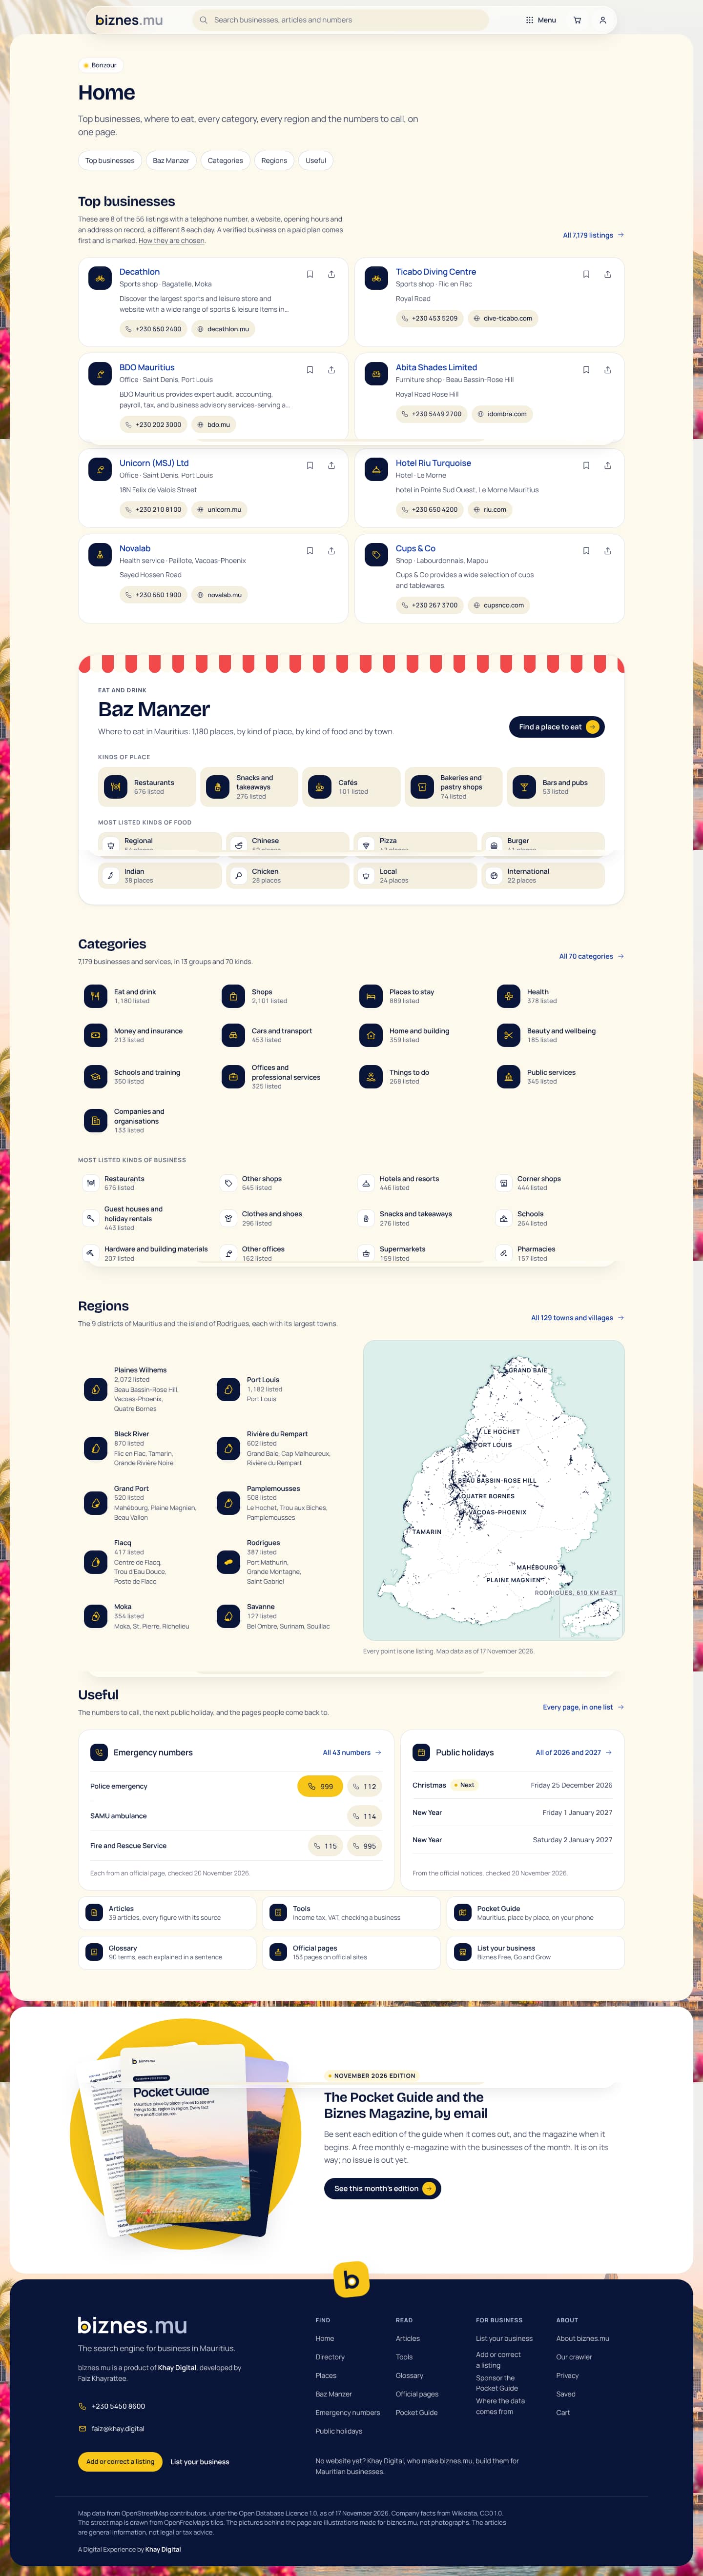 biznes.mu
Search businesses, articles and numbers
Menu
Bonzour
Home
Top businesses, where to eat, every category, every region and the numbers to call, on
one page.
Top businesses
Baz Manzer
Categories
Regions
Useful
Top businesses
These are 8 of the 56 listings with a telephone number, a website, opening hours and
an address on record, a different 8 each day. A verified business on a paid plan comes
first and is marked. How they are chosen.
All 7,179 listings
Decathlon
Sports shop · Bagatelle, Moka
Discover the largest sports and leisure store and
website with a wide range of sports & leisure Items in...
+230 650 2400
decathlon.mu
Ticabo Diving Centre
Sports shop · Flic en Flac
Royal Road
+230 453 5209
dive-ticabo.com
BDO Mauritius
Office · Saint Denis, Port Louis
BDO Mauritius provides expert audit, accounting,
payroll, tax, and business advisory services-serving a...
+230 202 3000
bdo.mu
Abita Shades Limited
Furniture shop · Beau Bassin-Rose Hill
Royal Road Rose Hill
+230 5449 2700
idombra.com
Unicorn (MSJ) Ltd
Office · Saint Denis, Port Louis
18N Felix de Valois Street
+230 210 8100
unicorn.mu
Hotel Riu Turquoise
Hotel · Le Morne
hotel in Pointe Sud Ouest, Le Morne Mauritius
+230 650 4200
riu.com
Novalab
Health service · Paillote, Vacoas-Phoenix
Sayed Hossen Road
+230 660 1900
novalab.mu
Cups & Co
Shop · Labourdonnais, Mapou
Cups & Co provides a wide selection of cups
and tablewares.
+230 267 3700
cupsnco.com
EAT AND DRINK
Baz Manzer
Where to eat in Mauritius: 1,180 places, by kind of place, by kind of food and by town.
Find a place to eat
KINDS OF PLACE
Restaurants
676 listed
Snacks and
takeaways
276 listed
Cafés
101 listed
Bakeries and
pastry shops
74 listed
Bars and pubs
53 listed
MOST LISTED KINDS OF FOOD
Regional
Chinese
Pizza
Burger
Indian
38 places
Chicken
28 places
Local
24 places
International
22 places
Categories
7,179 businesses and services, in 13 groups and 70 kinds.
All 70 categories
Eat and drink
1,180 listed
Shops
2,101 listed
Places to stay
889 listed
Health
378 listed
Money and insurance
213 listed
Cars and transport
453 listed
Home and building
359 listed
Beauty and wellbeing
185 listed
Schools and training
350 listed
Offices and
professional services
325 listed
Things to do
268 listed
Public services
345 listed
Companies and
organisations
133 listed
MOST LISTED KINDS OF BUSINESS
Restaurants
676 listed
Other shops
645 listed
Hotels and resorts
446 listed
Corner shops
444 listed
Guest houses and
holiday rentals
443 listed
Clothes and shoes
296 listed
Snacks and takeaways
276 listed
Schools
264 listed
Hardware and building materials
207 listed
Other offices
162 listed
Supermarkets
159 listed
Pharmacies
157 listed
Regions
The 9 districts of Mauritius and the island of Rodrigues, each with its largest towns.
All 129 towns and villages
Plaines Wilhems
2,072 listed
Beau Bassin-Rose Hill,
Vacoas-Phoenix,
Quatre Bornes
Port Louis
1,182 listed
Port Louis
Black River
870 listed
Flic en Flac, Tamarin,
Grande Rivière Noire
Rivière du Rempart
602 listed
Grand Baie, Cap Malheureux,
Rivière du Rempart
Grand Port
520 listed
Mahébourg, Plaine Magnien,
Beau Vallon
Pamplemousses
508 listed
Le Hochet, Trou aux Biches,
Pamplemousses
Flacq
417 listed
Centre de Flacq,
Trou d'Eau Douce,
Poste de Flacq
Rodrigues
387 listed
Port Mathurin,
Grande Montagne,
Saint Gabriel
Moka
354 listed
Moka, St. Pierre, Richelieu
Savanne
127 listed
Bel Ombre, Surinam, Souillac
GRAND BAIE
LE HOCHET
PORT LOUIS
BEAU BASSIN-ROSE HILL
QUATRE BORNES
VACOAS-PHOENIX
TAMARIN
MAHÉBOURG
PLAINE MAGNIEN
RODRIGUES, 610 KM EAST
Every point is one listing. Map data as of 17 November 2026.
Useful
The numbers to call, the next public holiday, and the pages people come back to.
Every page, in one list
Emergency numbers
All 43 numbers
Police emergency
999
112
SAMU ambulance
114
Fire and Rescue Service
115
995
Each from an official page, checked 20 November 2026.
Public holidays
All of 2026 and 2027
Christmas
Next
Friday 25 December 2026
New Year
Friday 1 January 2027
New Year
Saturday 2 January 2027
From the official notices, checked 20 November 2026.
Articles
39 articles, every figure with its source
Tools
Income tax, VAT, checking a business
Pocket Guide
Mauritius, place by place, on your phone
Glossary
90 terms, each explained in a sentence
Official pages
153 pages on official sites
List your business
Biznes Free, Go and Grow
biznes.mu
Pocket Guide
Mauritius, place by place: places to see
and things to do, beaches, food. Every fact
from an official source.
NOVEMBER 2026 EDITION
The Pocket Guide and the
Biznes Magazine, by email
Be sent each edition of the guide when it comes out, and the magazine when it
begins. A free monthly e-magazine with the businesses of the month. It is on its
way; no issue is out yet.
See this month's edition
b
biznes.mu
The search engine for business in Mauritius.
biznes.mu is a product of Khay Digital, developed by
Faiz Khayrattee.
+230 5450 8600
faiz@khay.digital
Add or correct a listing
List your business
FIND
Home
Directory
Places
Baz Manzer
Emergency numbers
Public holidays
READ
Articles
Tools
Glossary
Official pages
Pocket Guide
FOR BUSINESS
List your business
Add or correct
a listing
Sponsor the
Pocket Guide
Where the data
comes from
ABOUT
About biznes.mu
Our crawler
Privacy
Saved
Cart
No website yet? Khay Digital, who make biznes.mu, build them for
Mauritian businesses.
Map data from OpenStreetMap contributors, under the Open Database Licence 1.0, as of 17 November 2026. Company facts from Wikidata, CC0 1.0.
The street map is drawn from OpenFreeMap's tiles. The pictures behind the page are illustrations made for biznes.mu, not photographs. The articles
are general information, not legal or tax advice.
A Digital Experience by Khay Digital